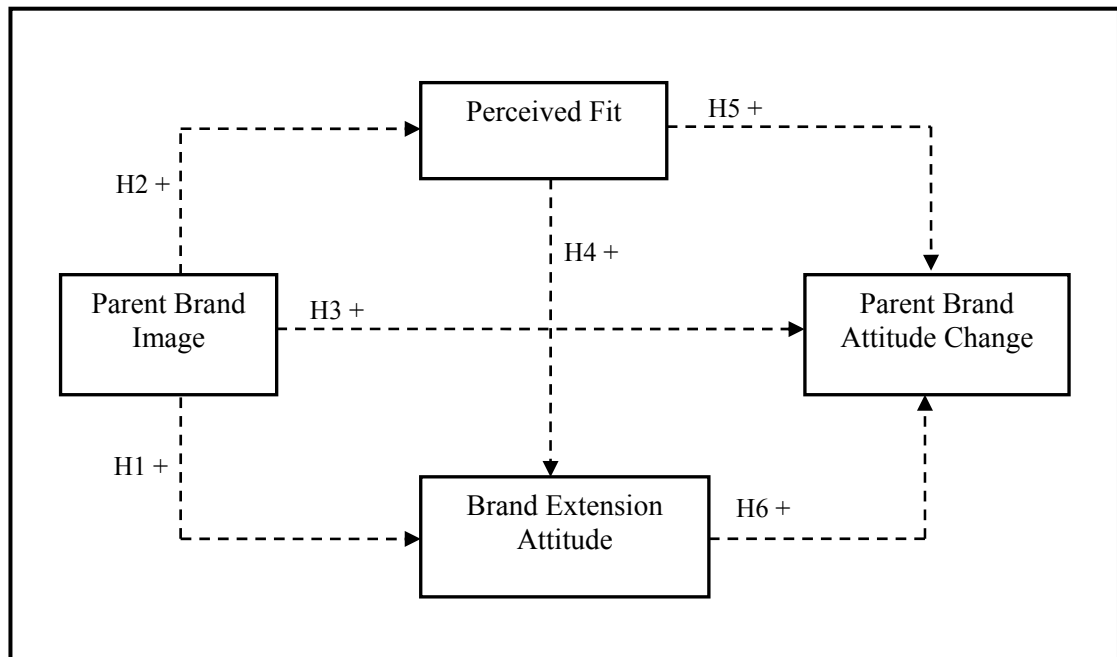 Perceived Fit
H5 +
H2 +
H4 +
Parent Brand
Image
H3 +
Parent Brand
Attitude Change
H1 +
Brand Extension
Attitude
H6 +